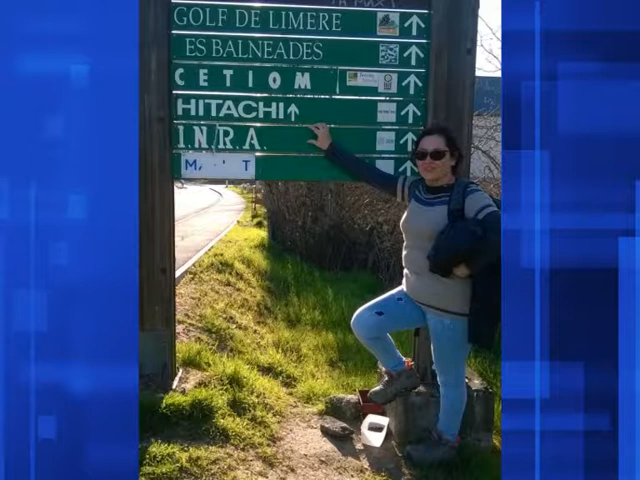 GOLF DE LIMERE
ES BALNEADES
CETIOM
HITACHI
I.N.R.A.